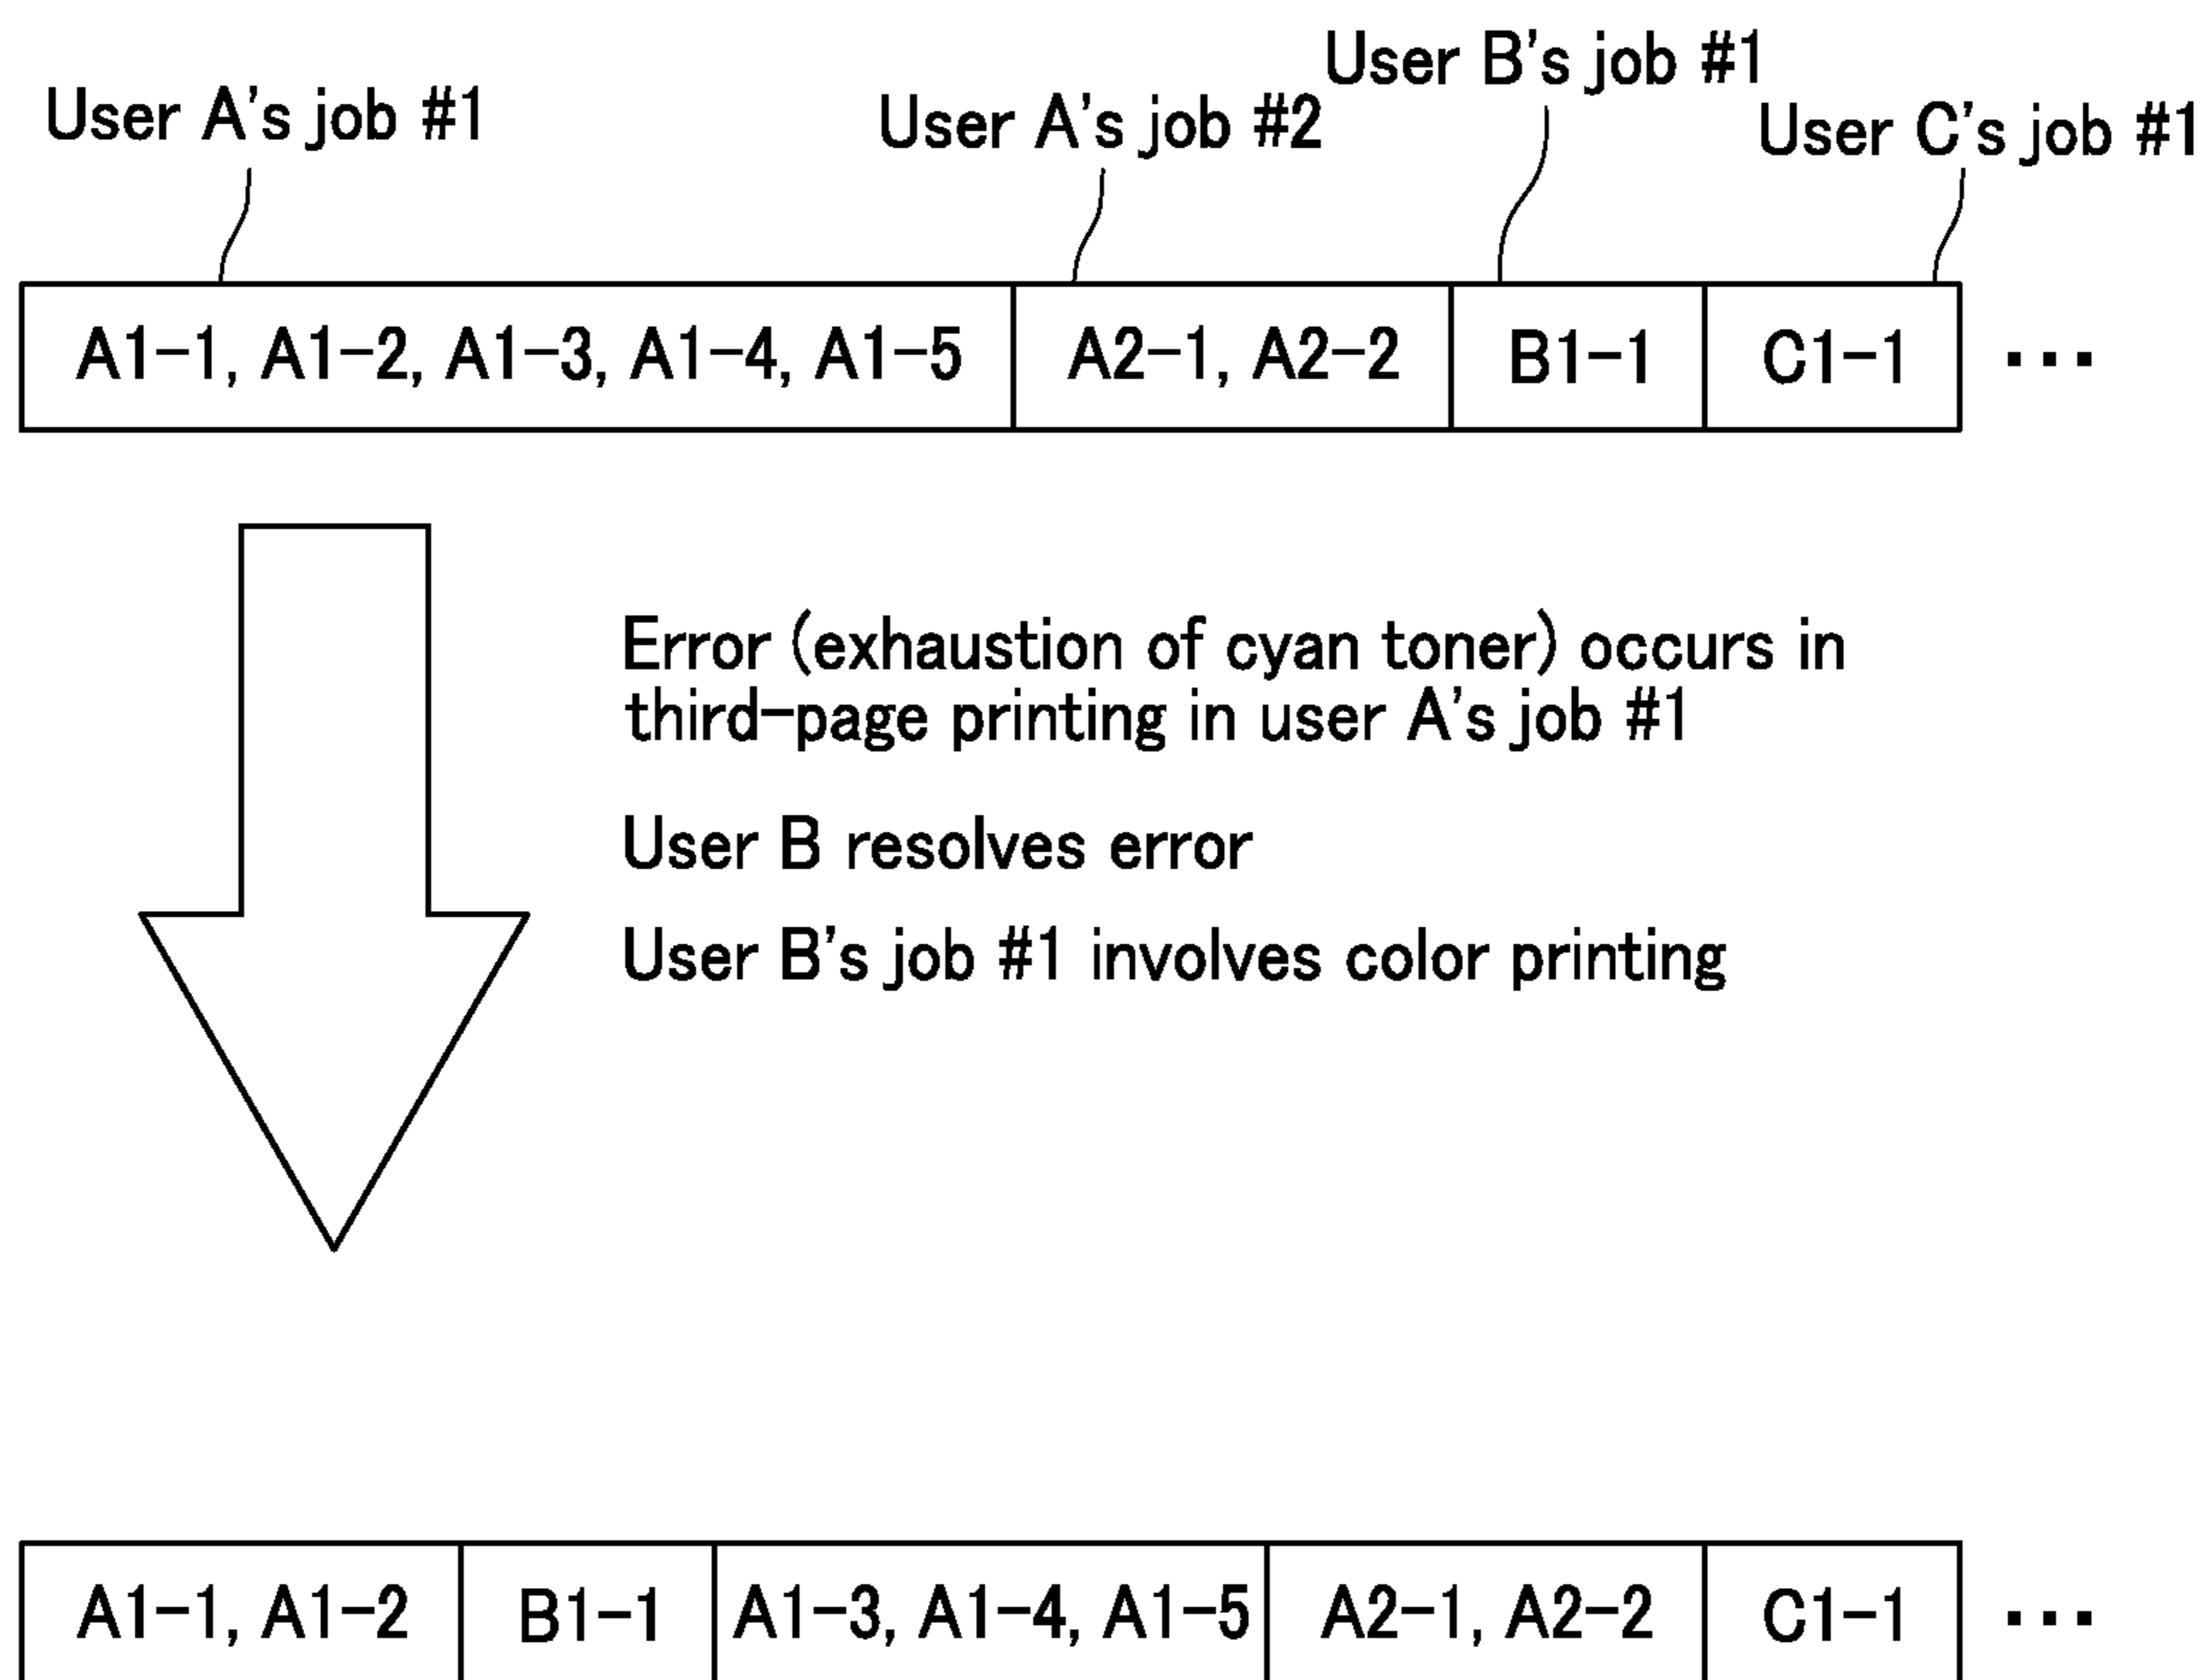 User A's job #1
User A's job #2
User B's job #1
User C's job #1
A1-1, A1-2, A1-3, A1-4, A1-5
A2-1, A2-2
B1-1
C1-1
...
Error (exhaustion of cyan toner) occurs in
third-page printing in user A's job #1
User B resolves error
User B's job #1 involves color printing
A1-1, A1-2
B1-1
A1-3, A1-4, A1-5
A2-1, A2-2
C1-1
...